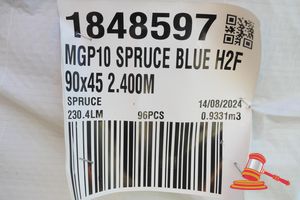 1848597
MGP10 SPRUCE BLUE H2F
90x45 2.400M
SPRUCE 14/08/2024
230.4LM 96PCS 0.9331m3